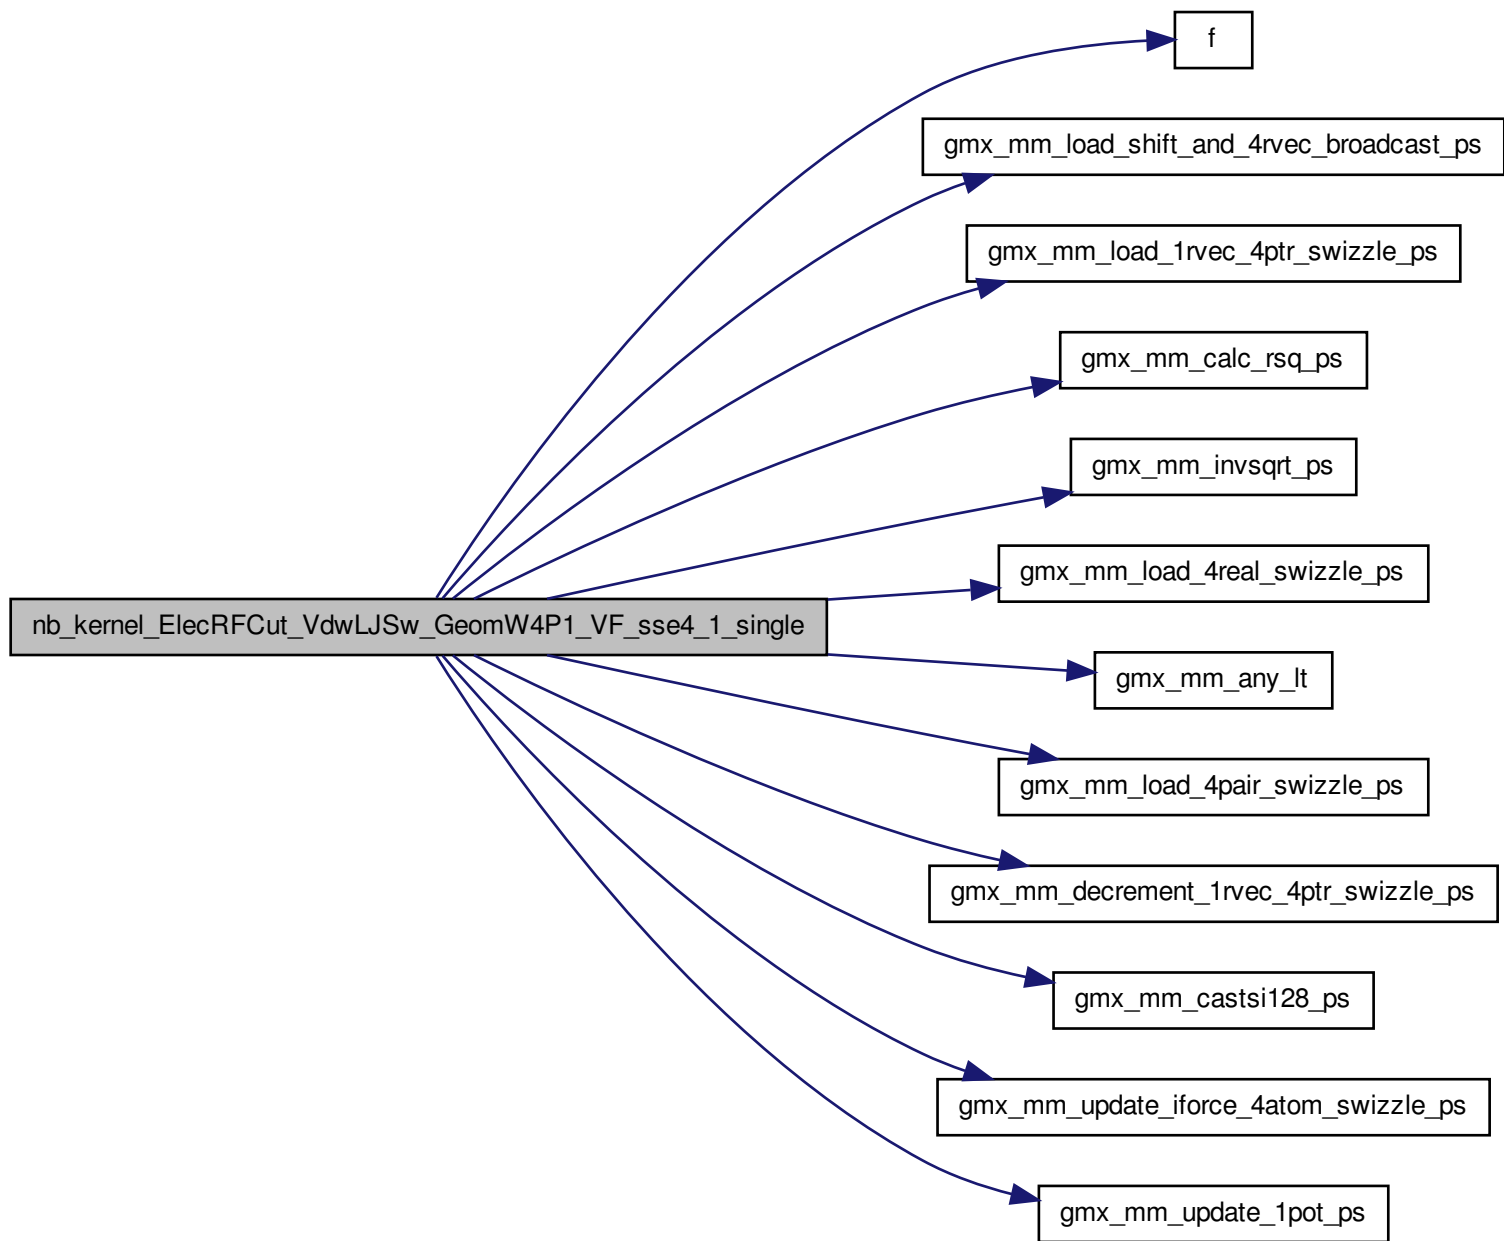 f
gmx_mm_load_shift_and_4rvec_broadcast_ps
gmx_mm_load_1rvec_4ptr_swizzle_ps
gmx_mm_calc_rsq_ps
gmx_mm_invsqrt_ps
gmx_mm_load_4real_swizzle_ps
nb_kernel_ElecRFCut_VdwLJSw_GeomW4P1_VF_sse4_1_single
gmx_mm_any_lt
gmx_mm_load_4pair_swizzle_ps
gmx_mm_decrement_1rvec_4ptr_swizzle_ps
gmx_mm_castsi128_ps
gmx_mm_update_iforce_4atom_swizzle_ps
gmx_mm_update_1pot_ps